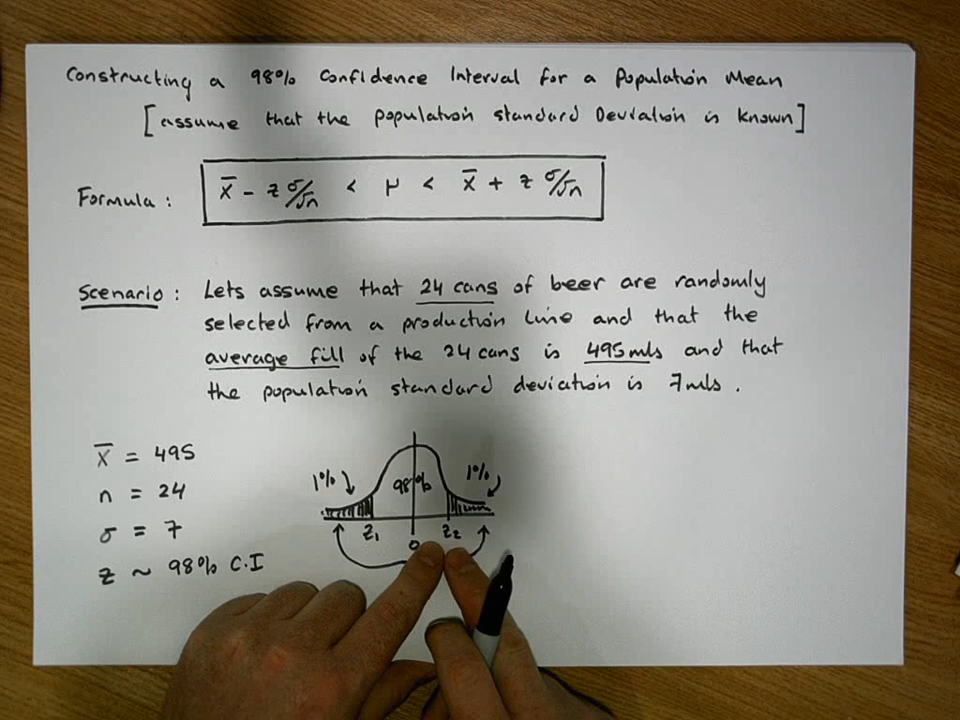 Constructing a 98% Confidence Interval for a Population Mean
[assume that the population standard Deviation is known]
Formula : x̄ - z σ/√n < μ < x̄ + z σ/√n
Scenario : Lets assume that 24 cans of beer are randomly
selected from a production line and that the
average fill of the 24 cans is 495 mls and that
the population standard deviation is 7mls.
x̄ = 495
n = 24
σ = 7
z ~ 98% C.I
1% 98% 1%
z₁ 0 z₂